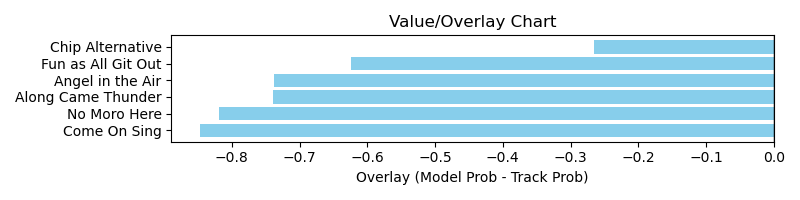 Value/Overlay Chart
Chip Alternative
Fun as All Git Out
Angel in the Air
Along Came Thunder
No Moro Here
Come On Sing
−0.8 −0.7 −0.6 −0.5 −0.4 −0.3 −0.2 −0.1 0.0
Overlay (Model Prob - Track Prob)